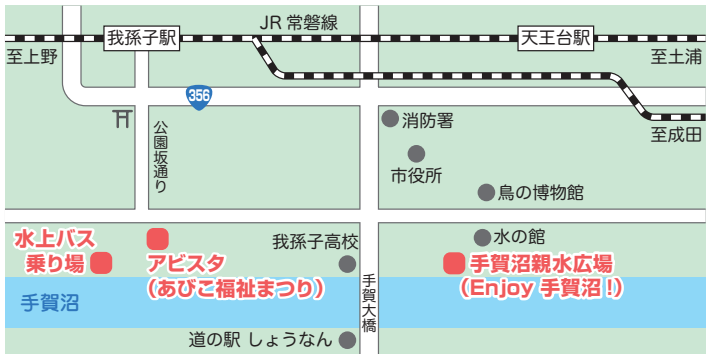 JR 常磐線
我孫子駅
天王台駅
至上野
至土浦
356
公園坂通り
消防署
至成田
市役所
鳥の博物館
水上バス
乗り場
アビスタ
(あびこ福祉まつり)
我孫子高校
水の館
手賀沼親水広場
(Enjoy 手賀沼!)
手賀沼
手賀大橋
道の駅 しょうなん